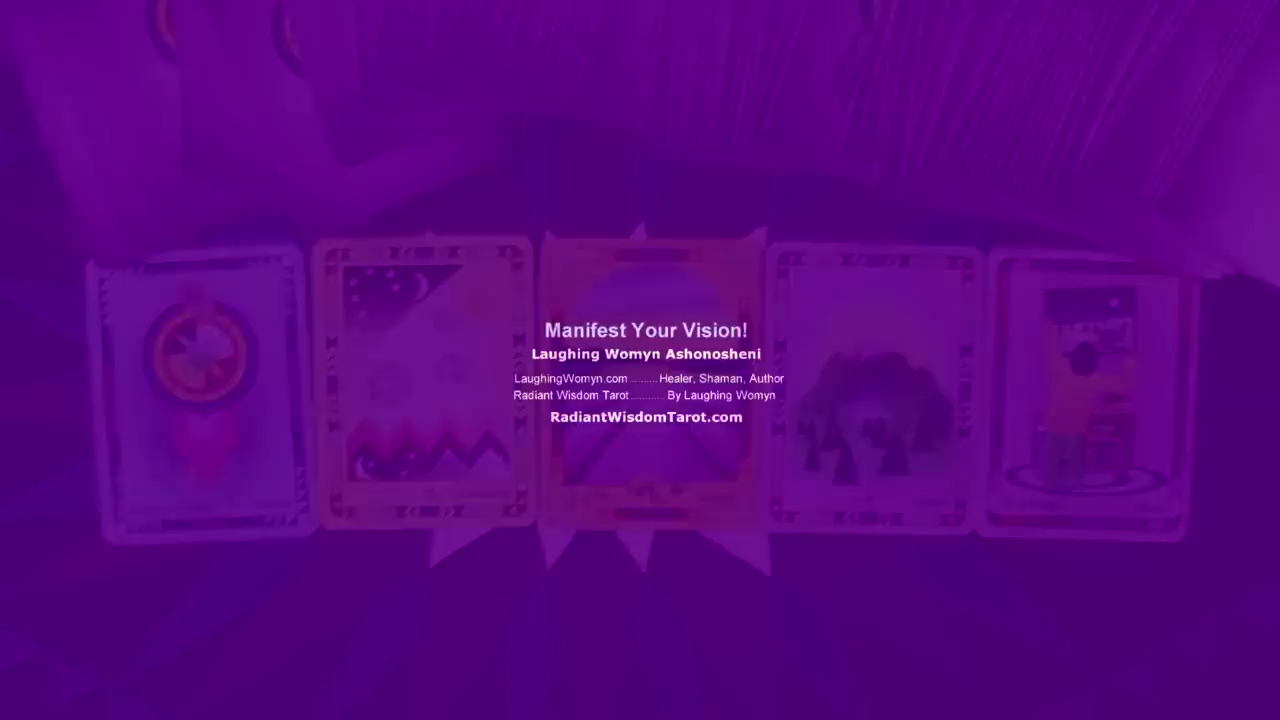 Manifest Your Vision!
Laughing Womyn Ashonosheni
LaughingWomyn.com.........Healer, Shaman, Author
Radiant Wisdom Tarot...........By Laughing Womyn
RadiantWisdomTarot.com